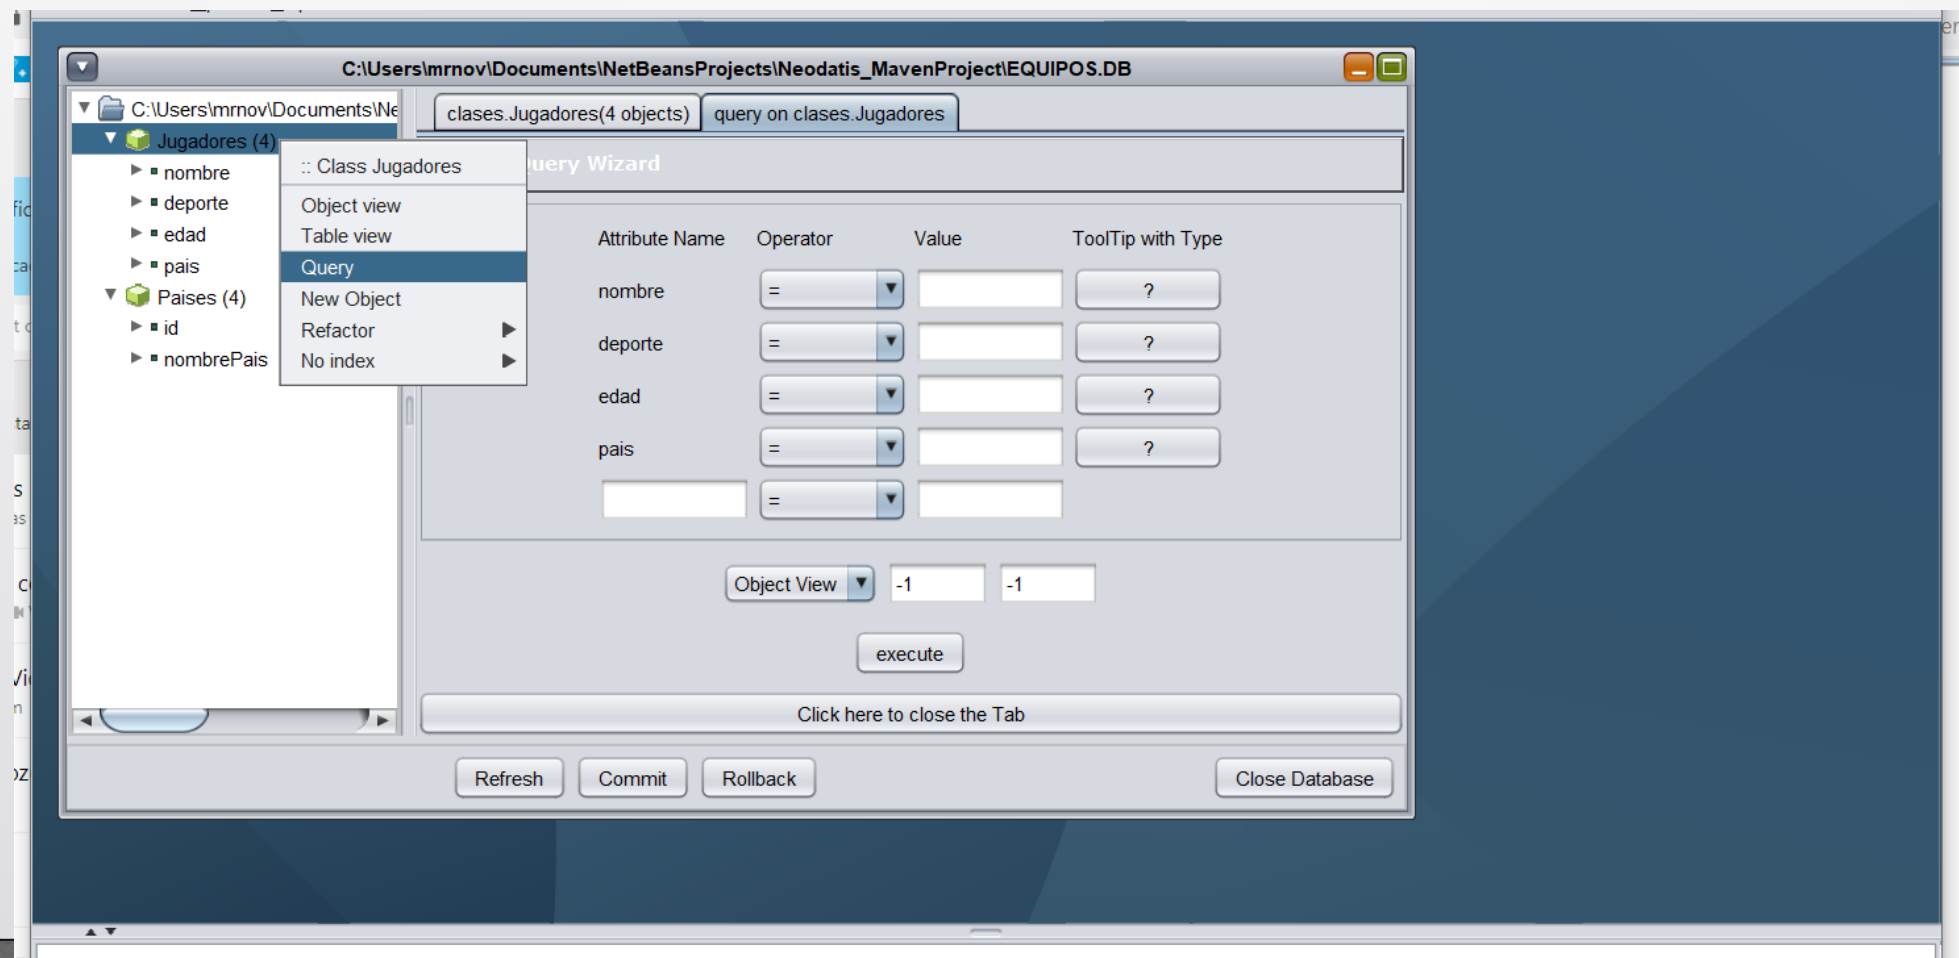 C:\Users\mrnov\Documents\NetBeansProjects\Neodatis_MavenProject\EQUIPOS.DB
C:\Users\mrnov\Documents\Ne
clases.Jugadores(4 objects)
query on clases.Jugadores
Jugadores (4)
nombre
deporte
edad
pais
Paises (4)
id
nombrePais
:: Class Jugadores
Object view
Table view
Query
New Object
Refactor
No index
Wizard
Attribute Name Operator Value ToolTip with Type
nombre = ?
deporte = ?
edad = ?
pais = ?
=
Object View -1 -1
execute
Click here to close the Tab
Refresh Commit Rollback Close Database